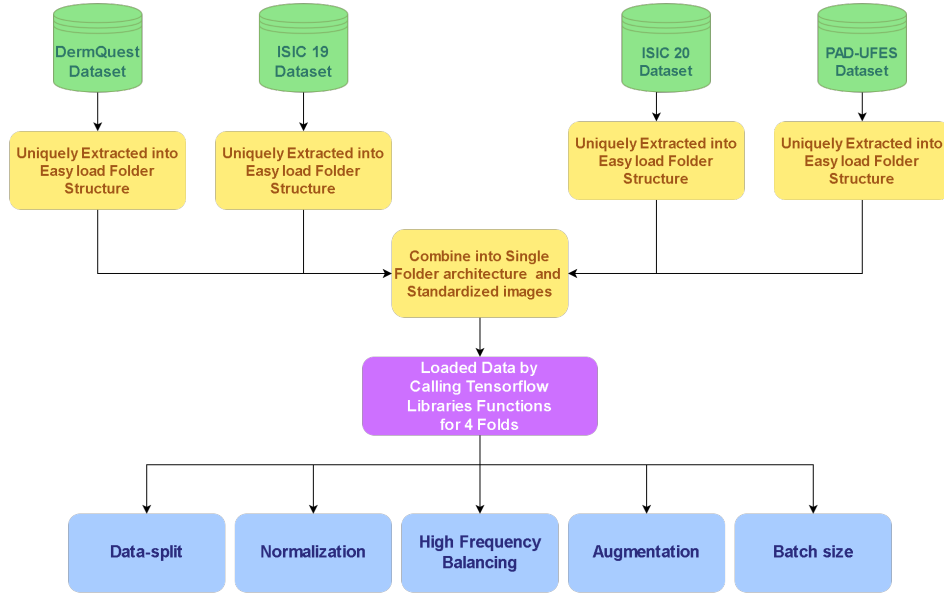 DermQuest
Dataset
ISIC 19
Dataset
ISIC 20
Dataset
PAD-UFES
Dataset
Uniquely Extracted into
Easy load Folder
Structure
Uniquely Extracted into
Easy load Folder
Structure
Uniquely Extracted into
Easy load Folder
Structure
Uniquely Extracted into
Easy load Folder
Structure
Combine into Single
Folder architecture and
Standardized images
Loaded Data by
Calling Tensorflow
Libraries Functions
for 4 Folds
Data-split
Normalization
High Frequency
Balancing
Augmentation
Batch size